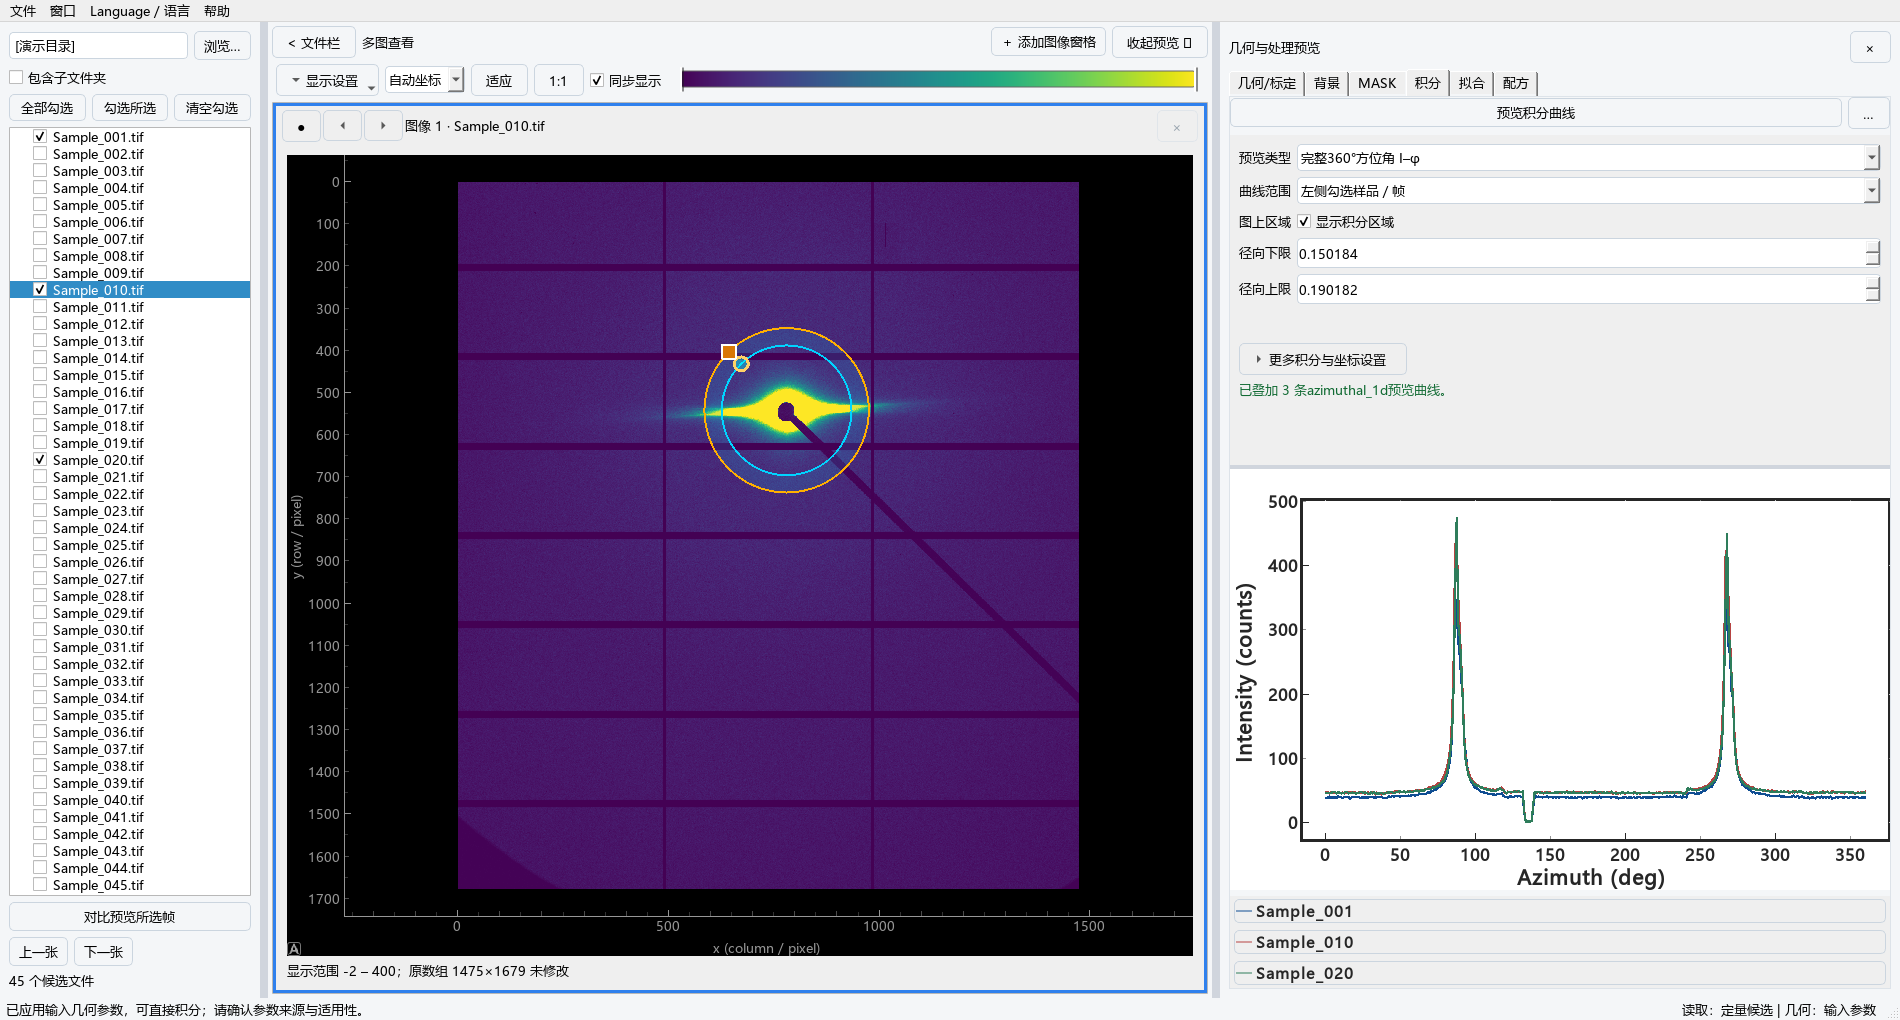 文件 窗口 Language / 语言 帮助
[演示目录] 浏览...
包含子文件夹
全部勾选 勾选所选 清空勾选
Sample_001.tif
Sample_002.tif
Sample_003.tif
Sample_004.tif
Sample_005.tif
Sample_006.tif
Sample_007.tif
Sample_008.tif
Sample_009.tif
Sample_010.tif
Sample_011.tif
Sample_012.tif
Sample_013.tif
Sample_014.tif
Sample_015.tif
Sample_016.tif
Sample_017.tif
Sample_018.tif
Sample_019.tif
Sample_020.tif
Sample_021.tif
Sample_022.tif
Sample_023.tif
Sample_024.tif
Sample_025.tif
Sample_026.tif
Sample_027.tif
Sample_028.tif
Sample_029.tif
Sample_030.tif
Sample_031.tif
Sample_032.tif
Sample_033.tif
Sample_034.tif
Sample_035.tif
Sample_036.tif
Sample_037.tif
Sample_038.tif
Sample_039.tif
Sample_040.tif
Sample_041.tif
Sample_042.tif
Sample_043.tif
Sample_044.tif
Sample_045.tif
对比预览所选帧
上一张 下一张
45 个候选文件
< 文件栏 多图查看 + 添加图像窗格 收起预览
显示设置 自动坐标 适应 1:1 同步显示
图像 1 · Sample_010.tif ×
0
100
200
300
400
500
600
700
800
900
1000
1100
1200
1300
1400
1500
1600
1700
y (row / pixel)
0 500 1000 1500
x (column / pixel)
A
显示范围 -2 – 400；原数组 1475×1679 未修改
几何与处理预览 ×
几何/标定 背景 MASK 积分 拟合 配方
预览积分曲线 ...
预览类型 完整360°方位角 I–φ
曲线范围 左侧勾选样品 / 帧
图上区域 显示积分区域
径向下限 0.150184
径向上限 0.190182
更多积分与坐标设置
已叠加 3 条azimuthal_1d预览曲线。
500
400
300
200
100
0
Intensity (counts)
0 50 100 150 200 250 300 350
Azimuth (deg)
Sample_001
Sample_010
Sample_020
已应用输入几何参数，可直接积分；请确认参数来源与适用性。 读取：定量候选 | 几何：输入参数